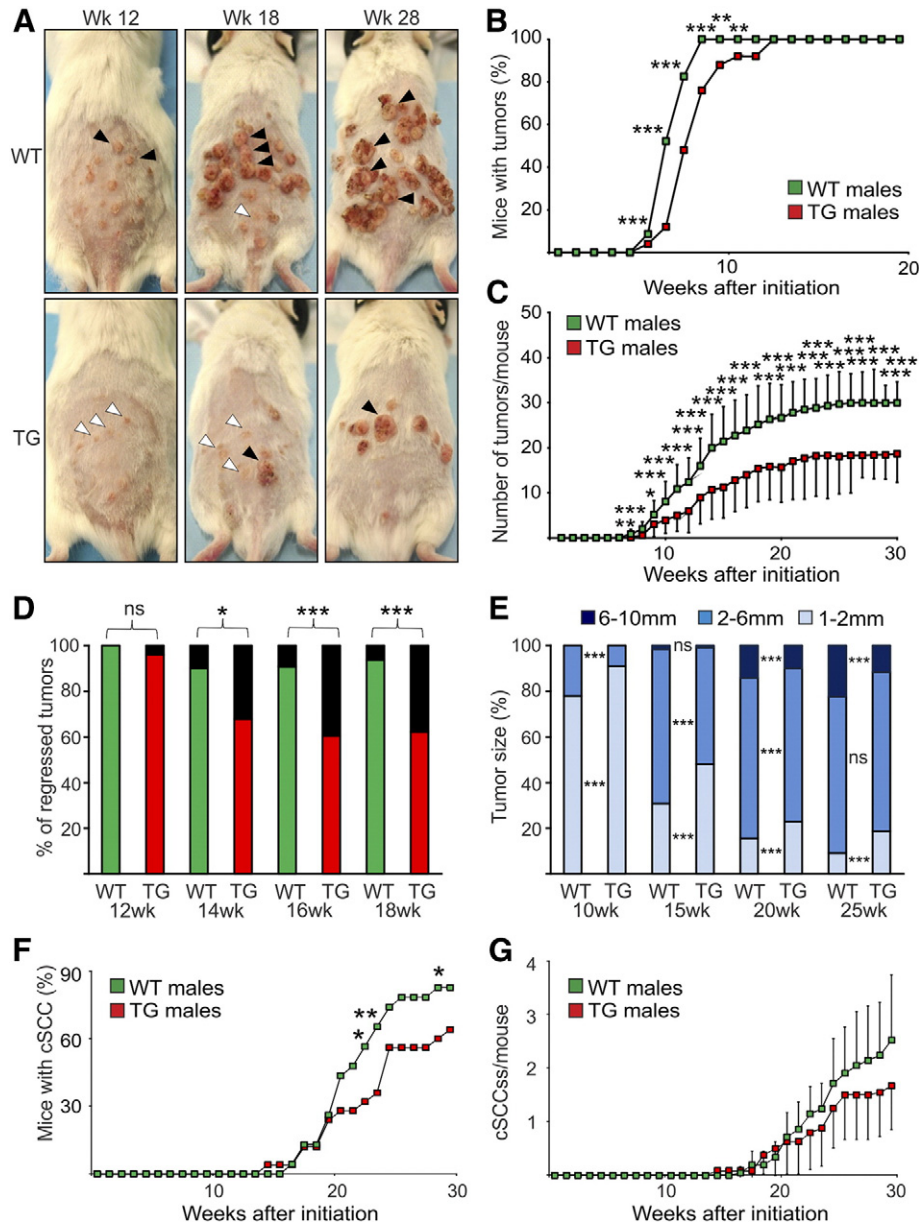 A Wk 12 Wk 18 Wk 28
WT
TG
B
Mice with tumors (%)
100
80
60
40
20
*** *** *** *** ** **
WT males
TG males
10 20
Weeks after initiation
C
Number of tumors/mouse
50
40
30
20
10
WT males
TG males
10 20 30
Weeks after initiation
D
% of regressed tumors
100
80
60
40
20
ns * *** ***
WT TG WT TG WT TG WT TG
12wk 14wk 16wk 18wk
E
6-10mm 2-6mm 1-2mm
Tumor size (%)
100
80
60
40
20
*** ns *** ***
*** *** ns
*** *** *** ***
WT TG WT TG WT TG WT TG
10wk 15wk 20wk 25wk
F
Mice with cSCC (%)
90
60
30
WT males
TG males
** * *
10 20 30
Weeks after initiation
G
cSCCss/mouse
4
3
2
1
WT males
TG males
10 20 30
Weeks after initiation